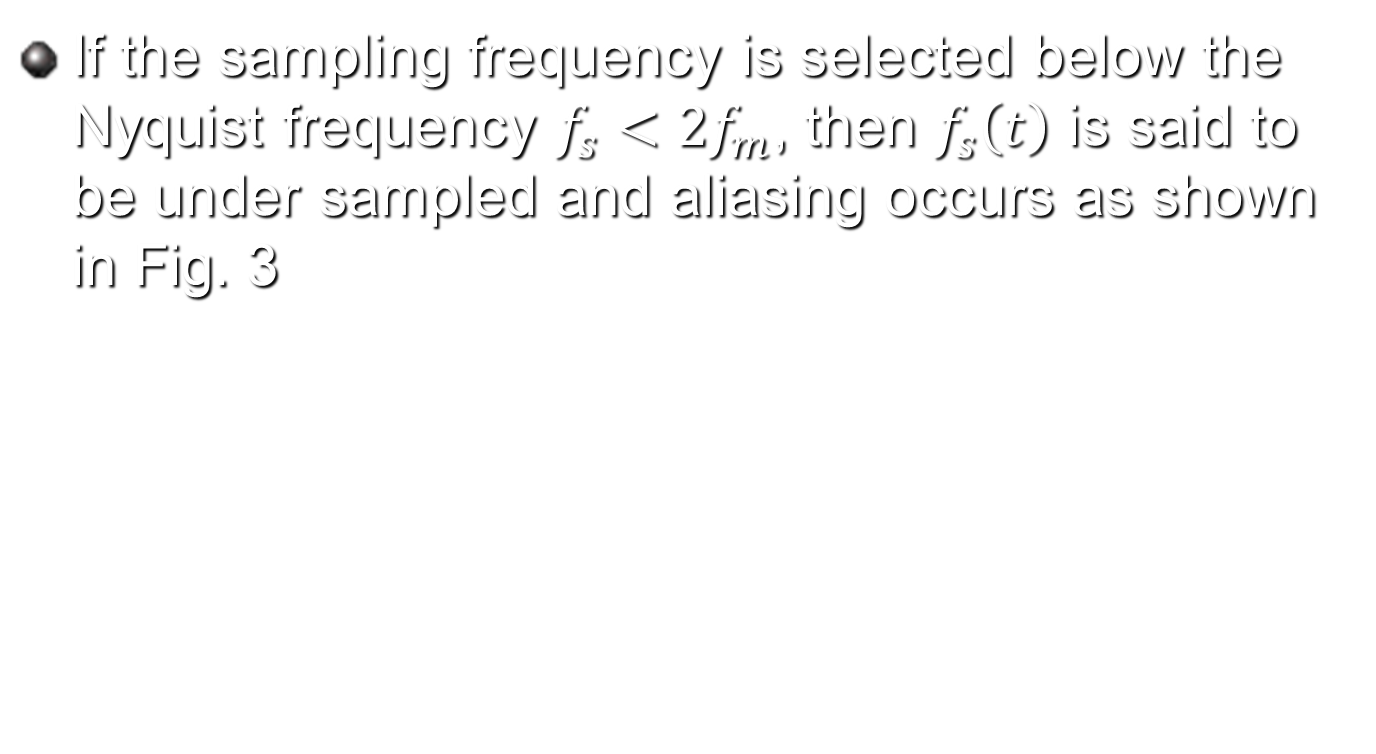 If the sampling frequency is selected below the
Nyquist frequency fₛ < 2fₘ, then fₛ(t) is said to
be under sampled and aliasing occurs as shown
in Fig. 3